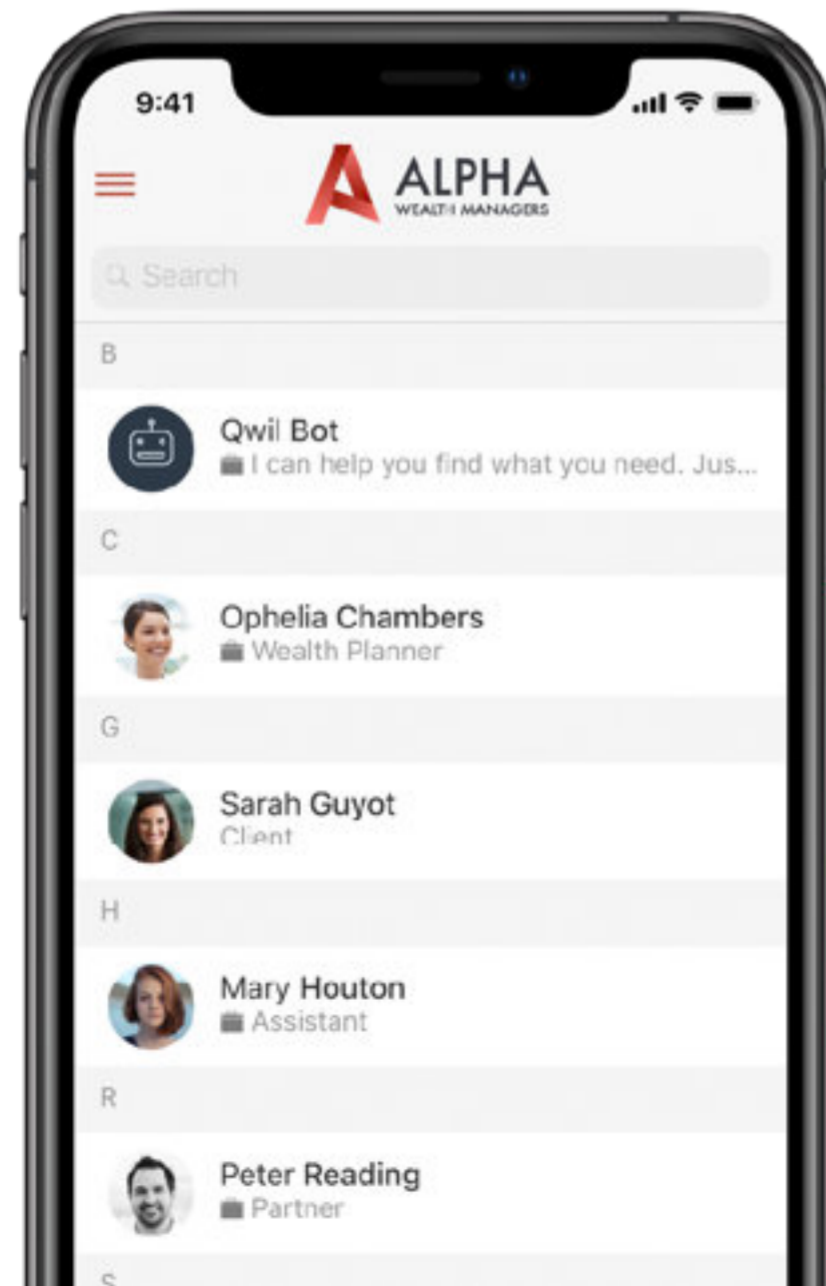 9:41
ALPHA
WEALTH MANAGERS
Search
B
Qwil Bot
I can help you find what you need. Jus...
C
Ophelia Chambers
Wealth Planner
G
Sarah Guyot
Client
H
Mary Houton
Assistant
R
Peter Reading
Partner
S